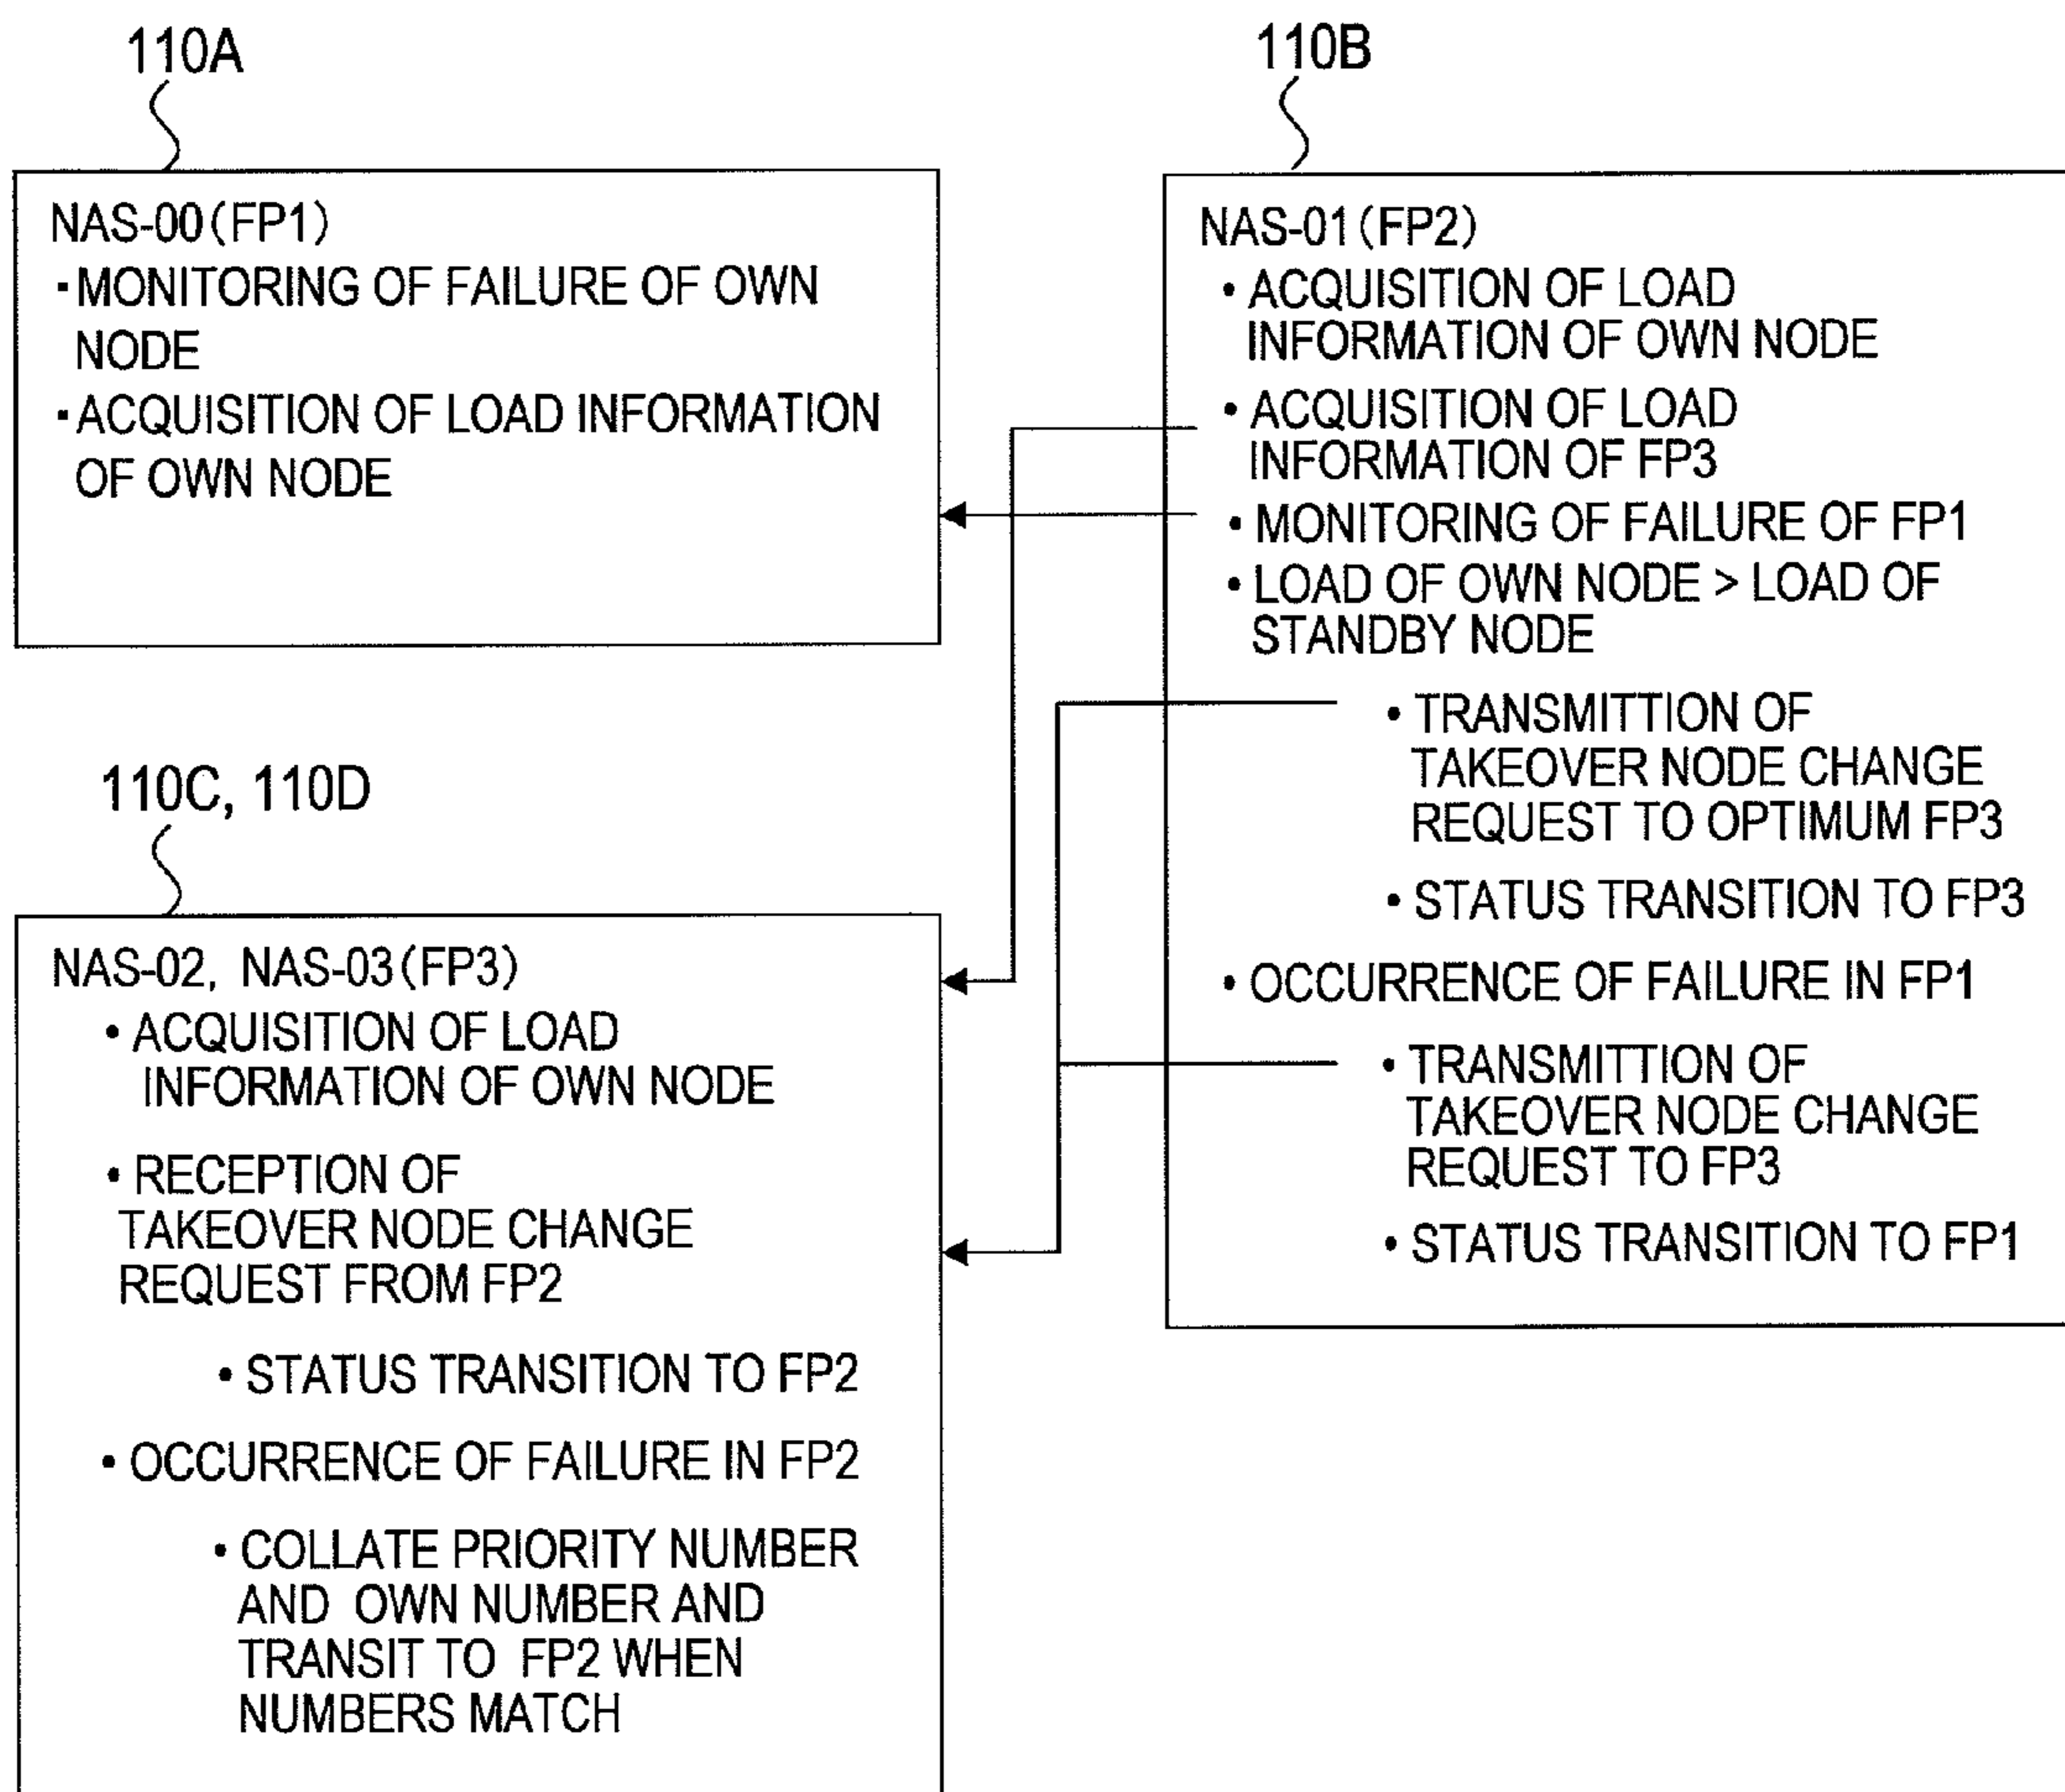 110A
NAS-00(FP1)
・MONITORING OF FAILURE OF OWN
NODE
・ACQUISITION OF LOAD INFORMATION
OF OWN NODE
110B
NAS-01(FP2)
• ACQUISITION OF LOAD
INFORMATION OF OWN NODE
• ACQUISITION OF LOAD
INFORMATION OF FP3
• MONITORING OF FAILURE OF FP1
• LOAD OF OWN NODE > LOAD OF
STANDBY NODE
• TRANSMITTION OF
TAKEOVER NODE CHANGE
REQUEST TO OPTIMUM FP3
• STATUS TRANSITION TO FP3
• OCCURRENCE OF FAILURE IN FP1
• TRANSMITTION OF
TAKEOVER NODE CHANGE
REQUEST TO FP3
• STATUS TRANSITION TO FP1
110C, 110D
NAS-02, NAS-03(FP3)
• ACQUISITION OF LOAD
INFORMATION OF OWN NODE
• RECEPTION OF
TAKEOVER NODE CHANGE
REQUEST FROM FP2
• STATUS TRANSITION TO FP2
• OCCURRENCE OF FAILURE IN FP2
• COLLATE PRIORITY NUMBER
AND OWN NUMBER AND
TRANSIT TO FP2 WHEN
NUMBERS MATCH